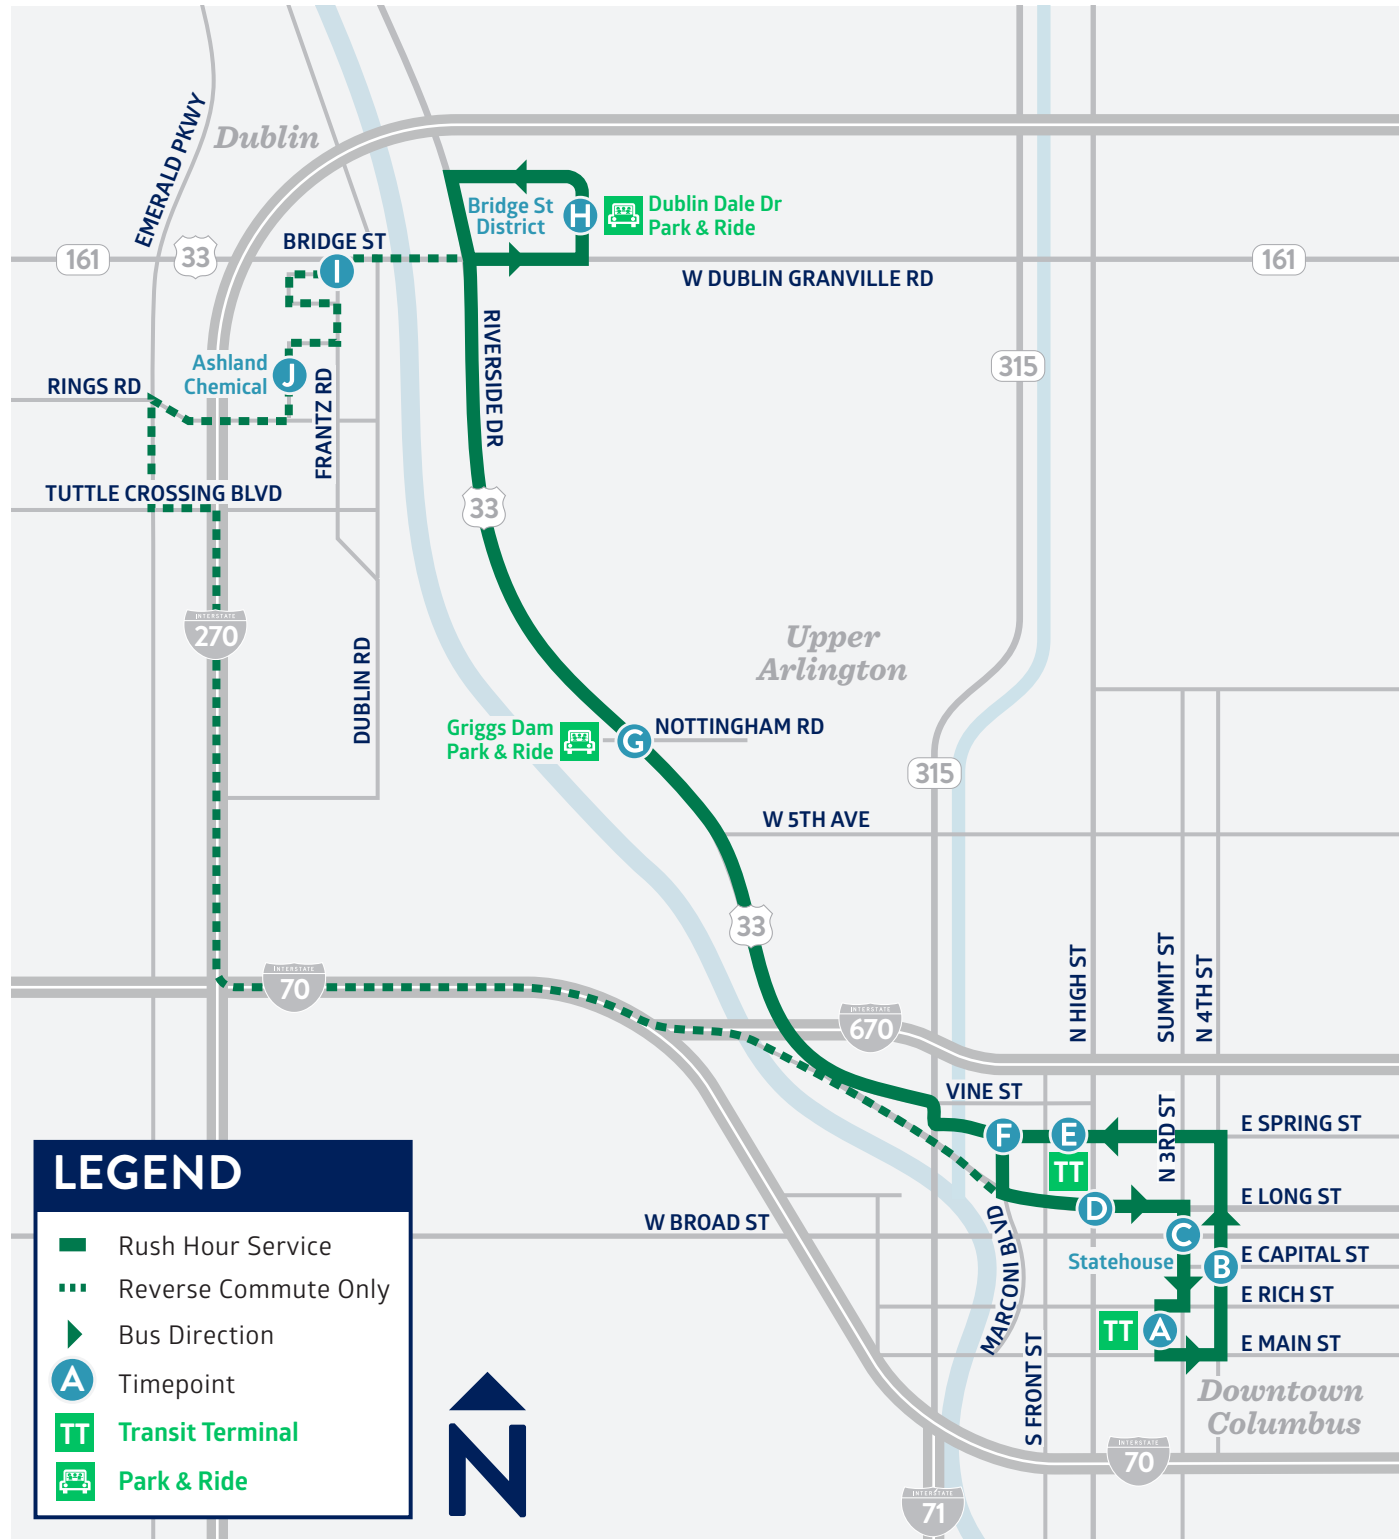 EMERALD PKWY
Dublin
Bridge St
District
H
Dublin Dale Dr
Park & Ride
161
33
BRIDGE ST
I
W DUBLIN GRANVILLE RD
161
RIVERSIDE DR
315
Ashland
Chemical
J
RINGS RD
FRANTZ RD
TUTTLE CROSSING BLVD
33
INTERSTATE
270
DUBLIN RD
Upper
Arlington
Griggs Dam
Park & Ride
G
NOTTINGHAM RD
315
W 5TH AVE
33
N HIGH ST
SUMMIT ST
N 4TH ST
INTERSTATE
70
INTERSTATE
670
VINE ST
F
E
TT
N 3RD ST
E SPRING ST
E LONG ST
D
C
W BROAD ST
MARCONI BLVD
Statehouse
B
E CAPITAL ST
E RICH ST
TT
A
E MAIN ST
S FRONT ST
Downtown
Columbus
INTERSTATE
70
INTERSTATE
71
LEGEND
Rush Hour Service
Reverse Commute Only
Bus Direction
A
Timepoint
TT
Transit Terminal
Park & Ride
N